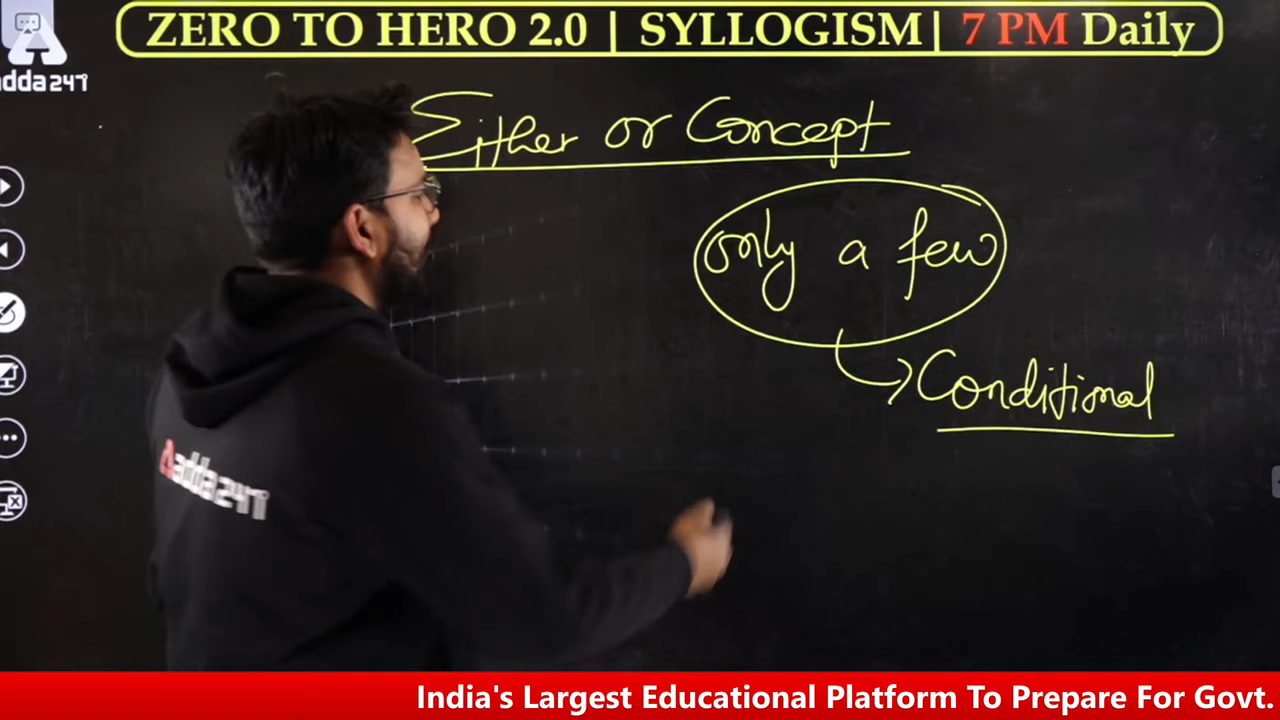 ZERO TO HERO 2.0 | SYLLOGISM | 7 PM Daily
adda247
Either or Concept
only a few
Conditional
adda247
India's Largest Educational Platform To Prepare For Govt.